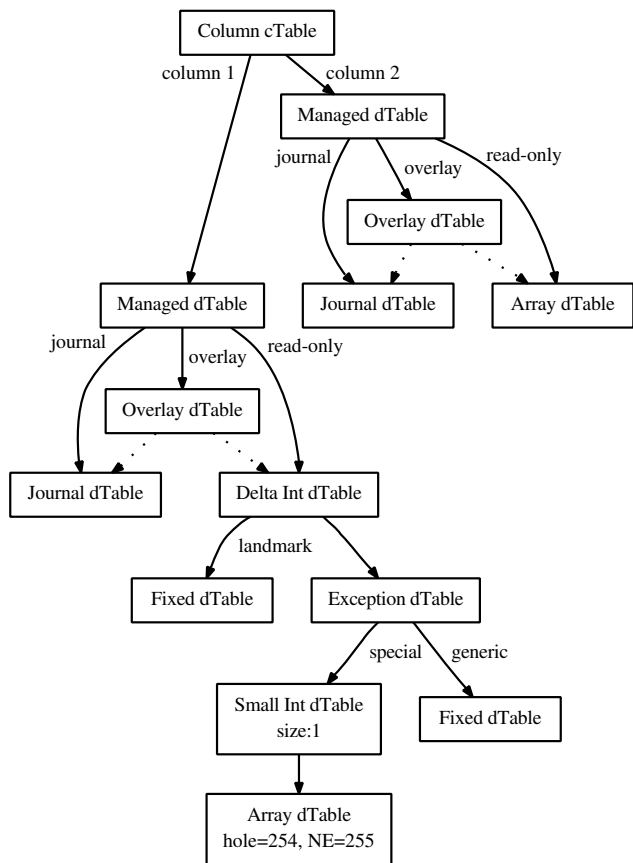 Column cTable
column 1
column 2
Managed dTable
journal
overlay
read-only
Overlay dTable
Journal dTable
Array dTable
Managed dTable
journal
overlay
read-only
Overlay dTable
Journal dTable
Delta Int dTable
landmark
Fixed dTable
Exception dTable
special
generic
Small Int dTable
size:1
Fixed dTable
Array dTable
hole=254, NE=255